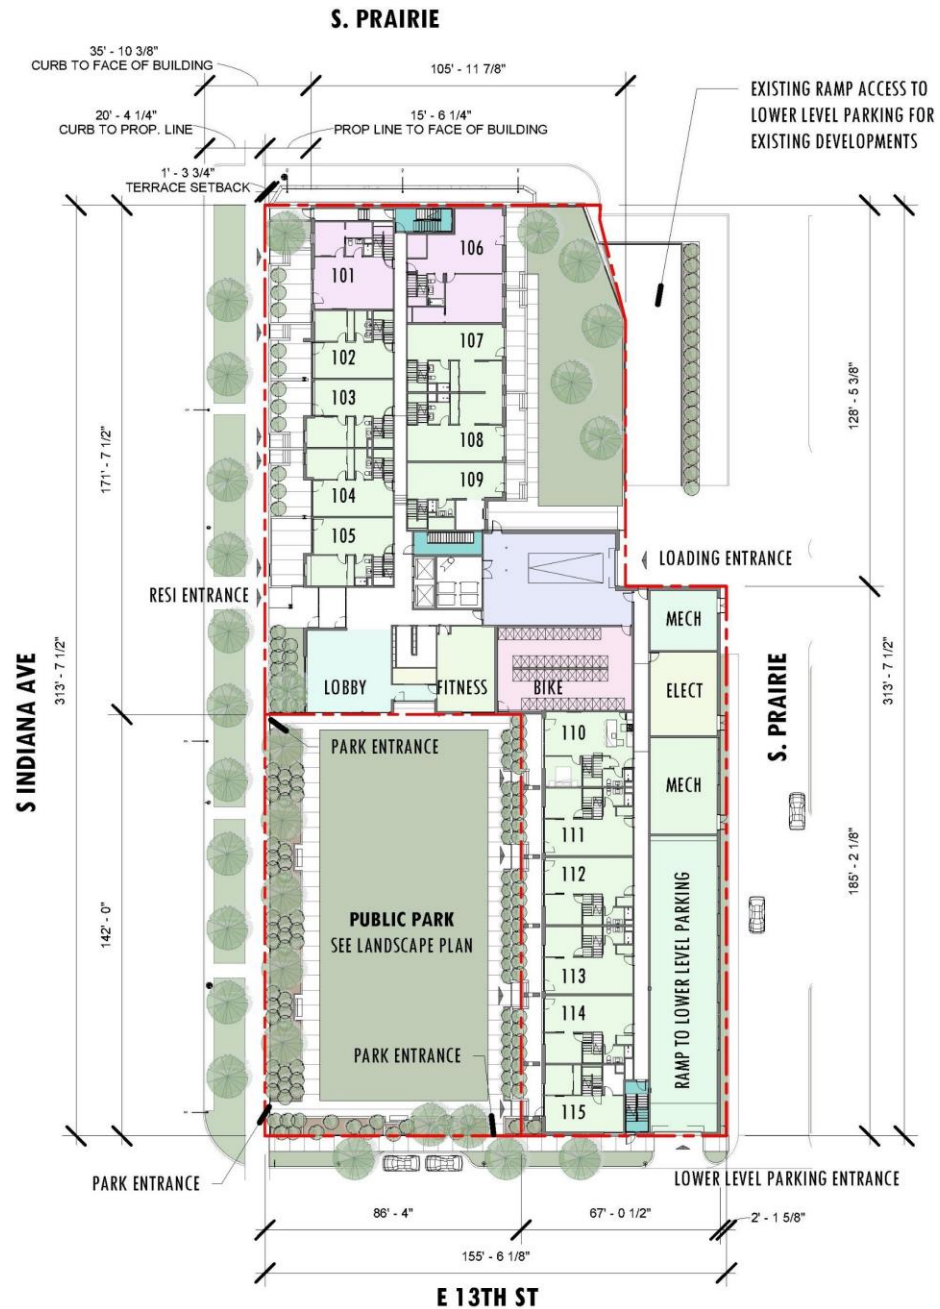 S. PRAIRIE
35' - 10 3/8"
CURB TO FACE OF BUILDING
105' - 11 7/8"
EXISTING RAMP ACCESS TO
LOWER LEVEL PARKING FOR
EXISTING DEVELOPMENTS
20' - 4 1/4"
CURB TO PROP. LINE
15' - 6 1/4"
PROP LINE TO FACE OF BUILDING
1' - 3 3/4"
TERRACE SETBACK
101
106
102
107
103
108
104
109
105
171' - 7 1/2"
128' - 5 3/8"
LOADING ENTRANCE
RESI ENTRANCE
MECH
S INDIANA AVE
313' - 7 1/2"
LOBBY
FITNESS
BIKE
ELECT
S. PRAIRIE
313' - 7 1/2"
PARK ENTRANCE
110
MECH
111
112
113
114
115
142' - 0"
185' - 2 1/8"
PUBLIC PARK
SEE LANDSCAPE PLAN
RAMP TO LOWER LEVEL PARKING
PARK ENTRANCE
PARK ENTRANCE
LOWER LEVEL PARKING ENTRANCE
86' - 4"
67' - 0 1/2"
2' - 1 5/8"
155' - 6 1/8"
E 13TH ST